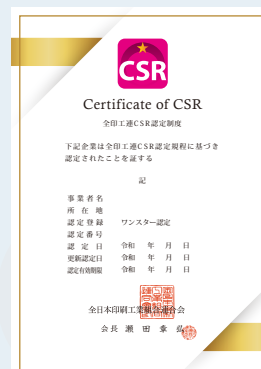 CSR
Certificate of CSR
全印工連CSR認定制度
下記企業は全印工連CSR認定規程に基づき
認定されたことを証する
記
事業者名
所在地
認定登録 ワンスター認定
認定番号
認定日 令和 年 月 日
更新認定日 令和 年 月 日
認定有効期限 令和 年 月 日
全日本印刷工業組合連合会
会長 瀬田章弘